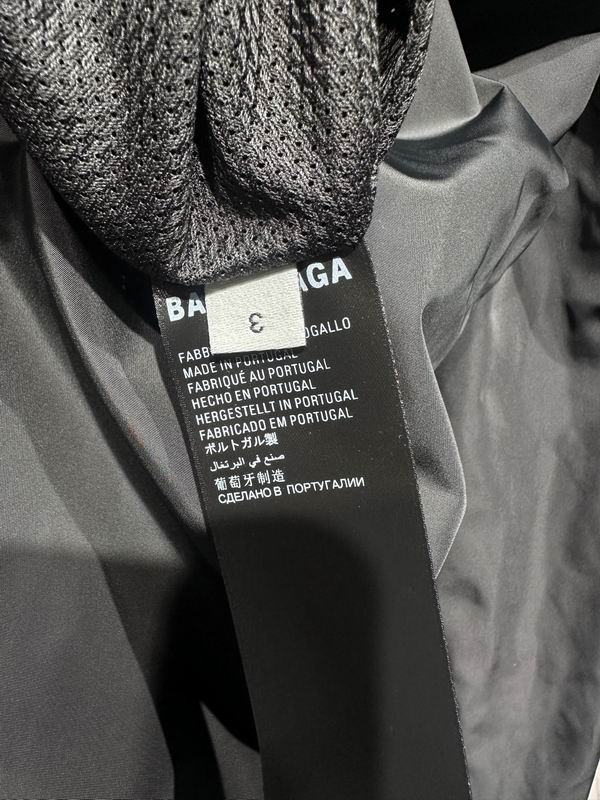 BA AGA
3
FABB OGALLO
MADE IN PORTUGAL
FABRIQUÉ AU PORTUGAL
HECHO EN PORTUGAL
HERGESTELLT IN PORTUGAL
FABRICADO EM PORTUGAL
ポルトガル製
صنع في البرتغال
葡萄牙制造
СДЕЛАНО В ПОРТУГАЛИИ